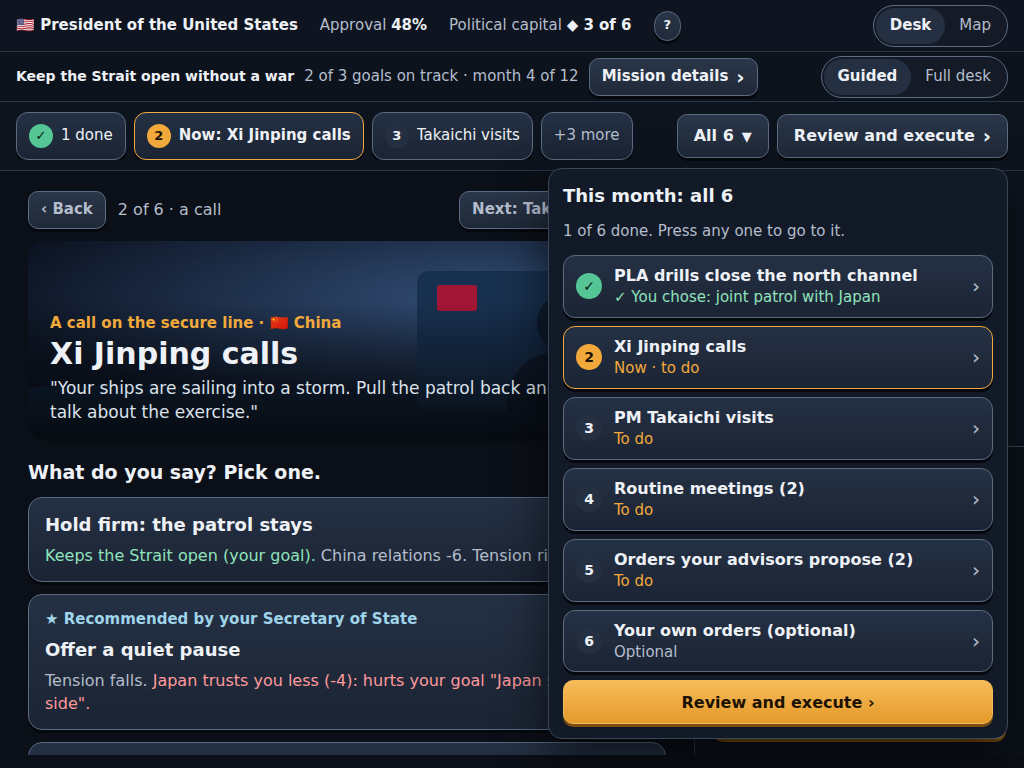 🇺🇸 President of the United States Approval 48% Political capital ◆ 3 of 6 ? Desk Map
Keep the Strait open without a war 2 of 3 goals on track · month 4 of 12 Mission details › Guided Full desk
✓ 1 done 2 Now: Xi Jinping calls 3 Takaichi visits +3 more All 6 ▼ Review and execute ›
‹ Back 2 of 6 · a call Next:
A call on the secure line · 🇨🇳 China
Xi Jinping calls
"Your ships are sailing into a storm. Pull the patrol back
talk about the exercise."
What do you say? Pick one.
Hold firm: the patrol stays
Keeps the Strait open (your goal). China relations -6. Tension
★ Recommended by your Secretary of State
Offer a quiet pause
Tension falls. Japan trusts you less (-4): hurts your goal "Japan
side".
This month: all 6
1 of 6 done. Press any one to go to it.
✓ PLA drills close the north channel ›
✓ You chose: joint patrol with Japan
2 Xi Jinping calls ›
Now · to do
3 PM Takaichi visits ›
To do
4 Routine meetings (2) ›
To do
5 Orders your advisors propose (2) ›
To do
6 Your own orders (optional) ›
Optional
Review and execute ›